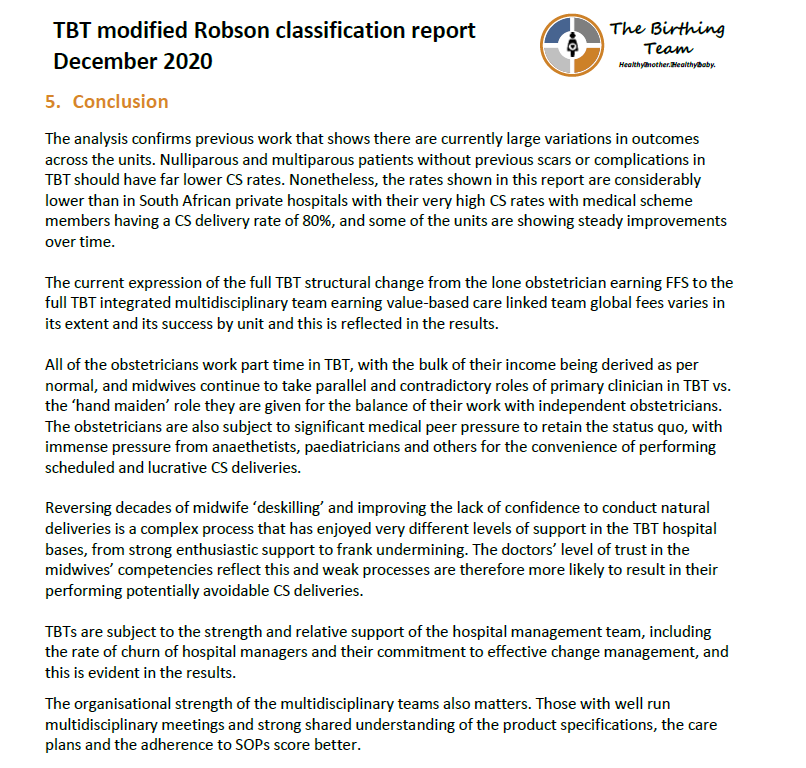 TBT modified Robson classification report
December 2020
The Birthing
Team
HealthyMother.HealthyBaby.
5. Conclusion
The analysis confirms previous work that shows there are currently large variations in outcomes
across the units. Nulliparous and multiparous patients without previous scars or complications in
TBT should have far lower CS rates. Nonetheless, the rates shown in this report are considerably
lower than in South African private hospitals with their very high CS rates with medical scheme
members having a CS delivery rate of 80%, and some of the units are showing steady improvements
over time.
The current expression of the full TBT structural change from the lone obstetrician earning FFS to the
full TBT integrated multidisciplinary team earning value-based care linked team global fees varies in
its extent and its success by unit and this is reflected in the results.
All of the obstetricians work part time in TBT, with the bulk of their income being derived as per
normal, and midwives continue to take parallel and contradictory roles of primary clinician in TBT vs.
the ‘hand maiden’ role they are given for the balance of their work with independent obstetricians.
The obstetricians are also subject to significant medical peer pressure to retain the status quo, with
immense pressure from anaethetists, paediatricians and others for the convenience of performing
scheduled and lucrative CS deliveries.
Reversing decades of midwife ‘deskilling’ and improving the lack of confidence to conduct natural
deliveries is a complex process that has enjoyed very different levels of support in the TBT hospital
bases, from strong enthusiastic support to frank undermining. The doctors’ level of trust in the
midwives’ competencies reflect this and weak processes are therefore more likely to result in their
performing potentially avoidable CS deliveries.
TBTs are subject to the strength and relative support of the hospital management team, including
the rate of churn of hospital managers and their commitment to effective change management, and
this is evident in the results.
The organisational strength of the multidisciplinary teams also matters. Those with well run
multidisciplinary meetings and strong shared understanding of the product specifications, the care
plans and the adherence to SOPs score better.